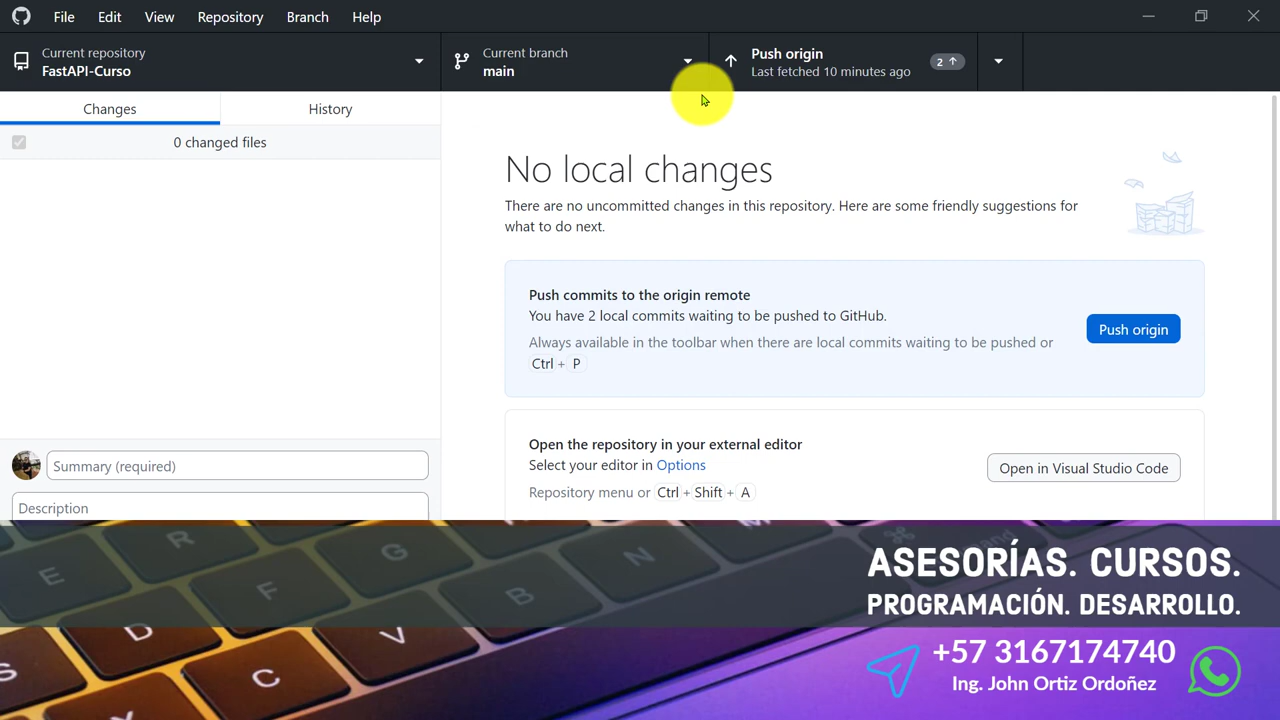 File Edit View Repository Branch Help
Current repository
FastAPI-Curso
Current branch
main
Push origin
Last fetched 10 minutes ago
2
Changes
History
0 changed files
No local changes
There are no uncommitted changes in this repository. Here are some friendly suggestions for
what to do next.
Push commits to the origin remote
You have 2 local commits waiting to be pushed to GitHub.
Always available in the toolbar when there are local commits waiting to be pushed or
Ctrl + P
Push origin
Open the repository in your external editor
Select your editor in Options
Repository menu or Ctrl + Shift + A
Open in Visual Studio Code
Summary (required)
Description
E R F G B N D C V S
ASESORÍAS. CURSOS.
PROGRAMACIÓN. DESARROLLO.
+57 3167174740
Ing. John Ortiz Ordoñez